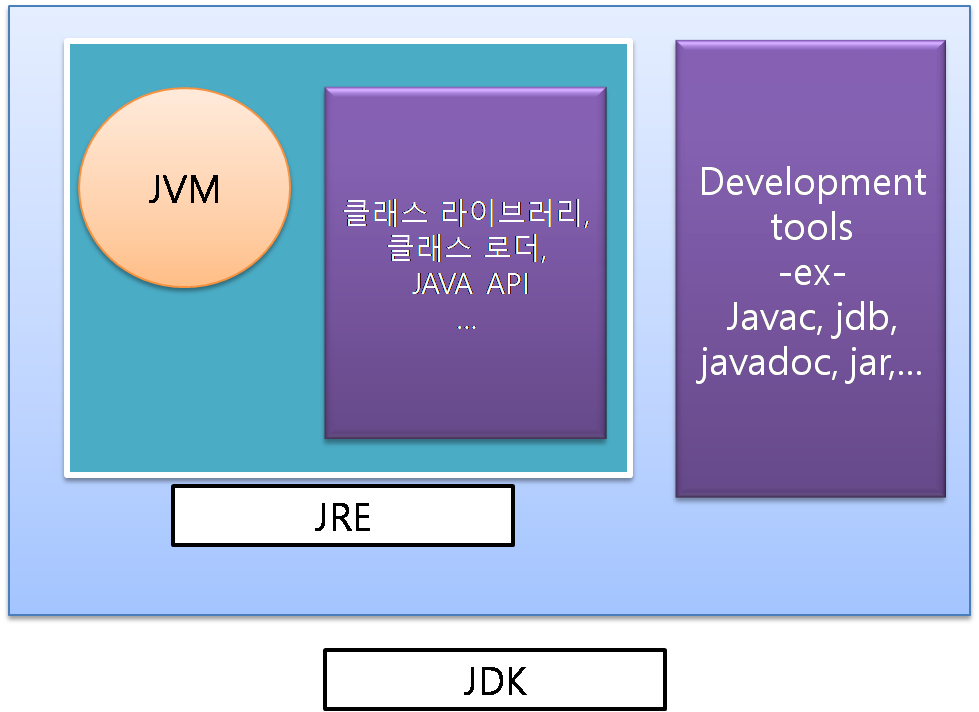 JVM
클래스 라이브러리,
클래스 로더,
JAVA API
...
Development
tools
-ex-
Javac, jdb,
javadoc, jar,...
JRE
JDK